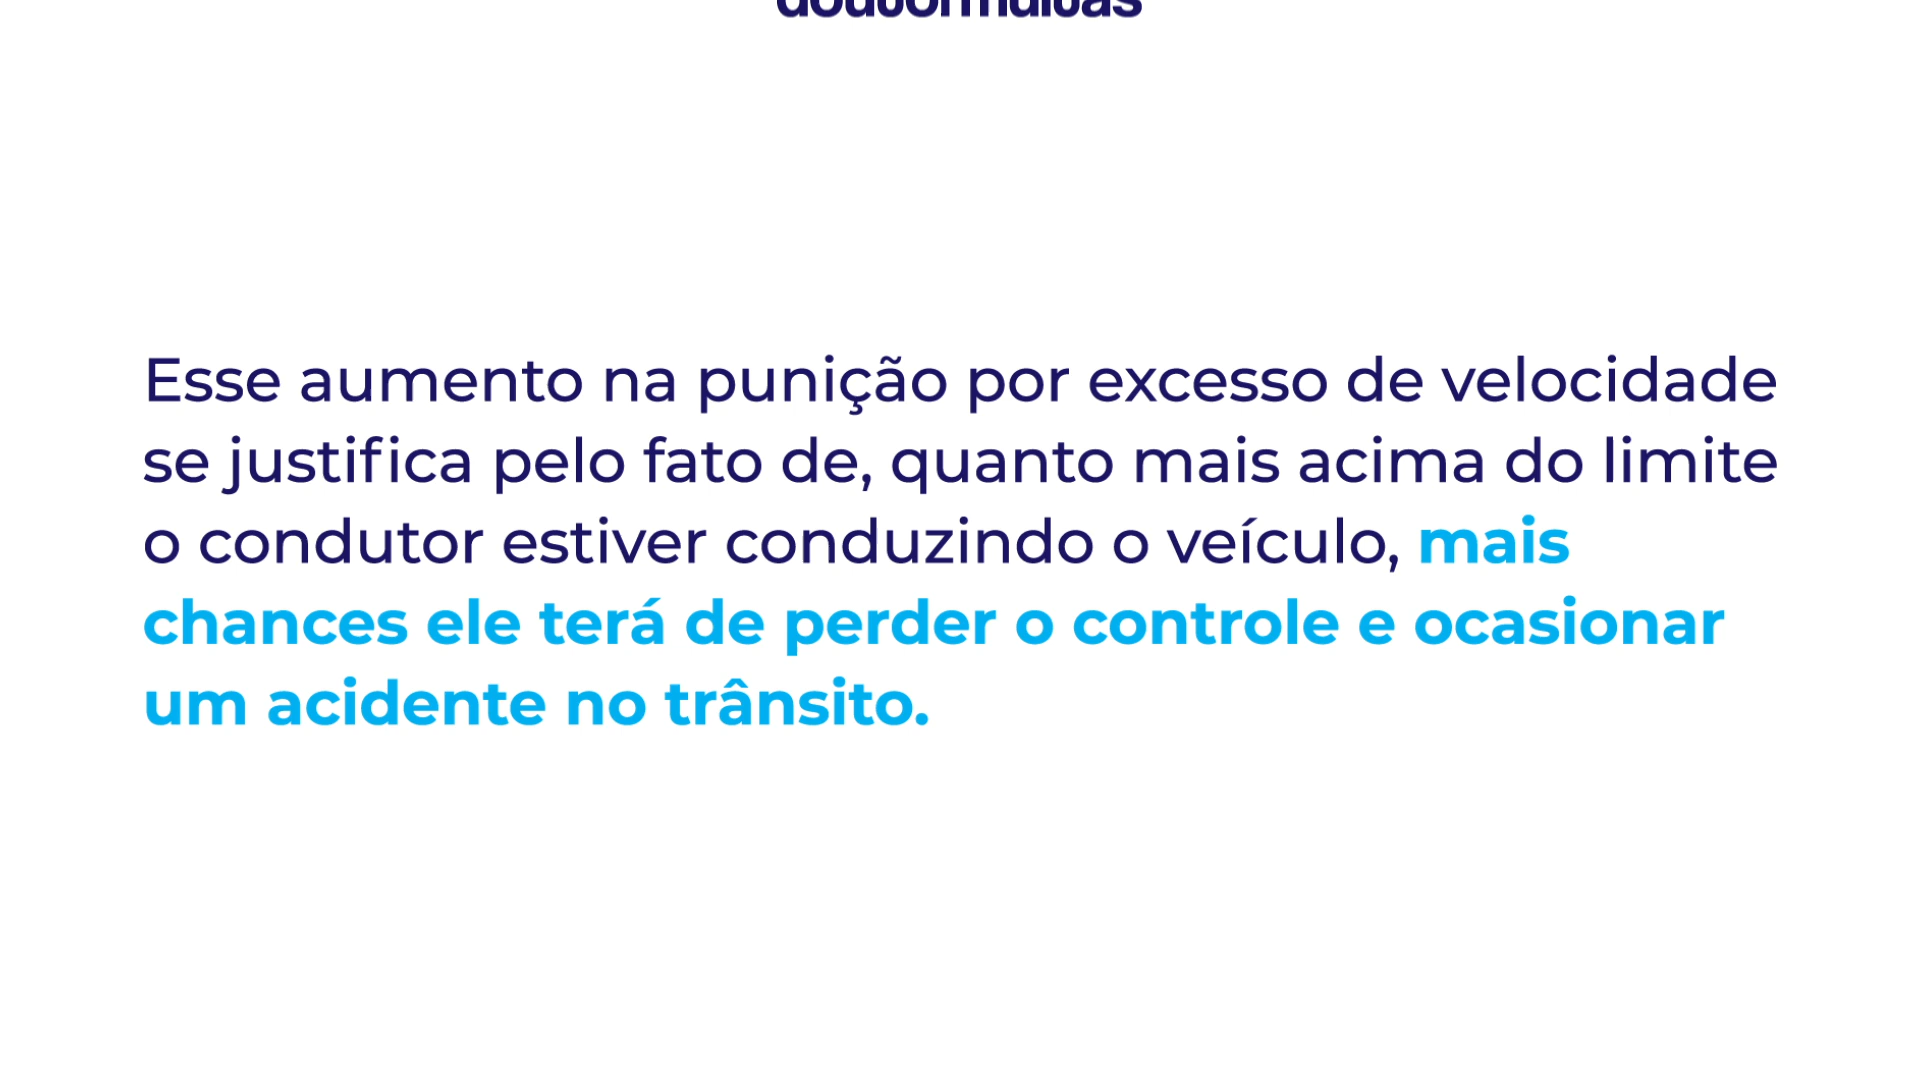 doutormultas
Esse aumento na punição por excesso de velocidade
se justifica pelo fato de, quanto mais acima do limite
o condutor estiver conduzindo o veículo, mais
chances ele terá de perder o controle e ocasionar
um acidente no trânsito.